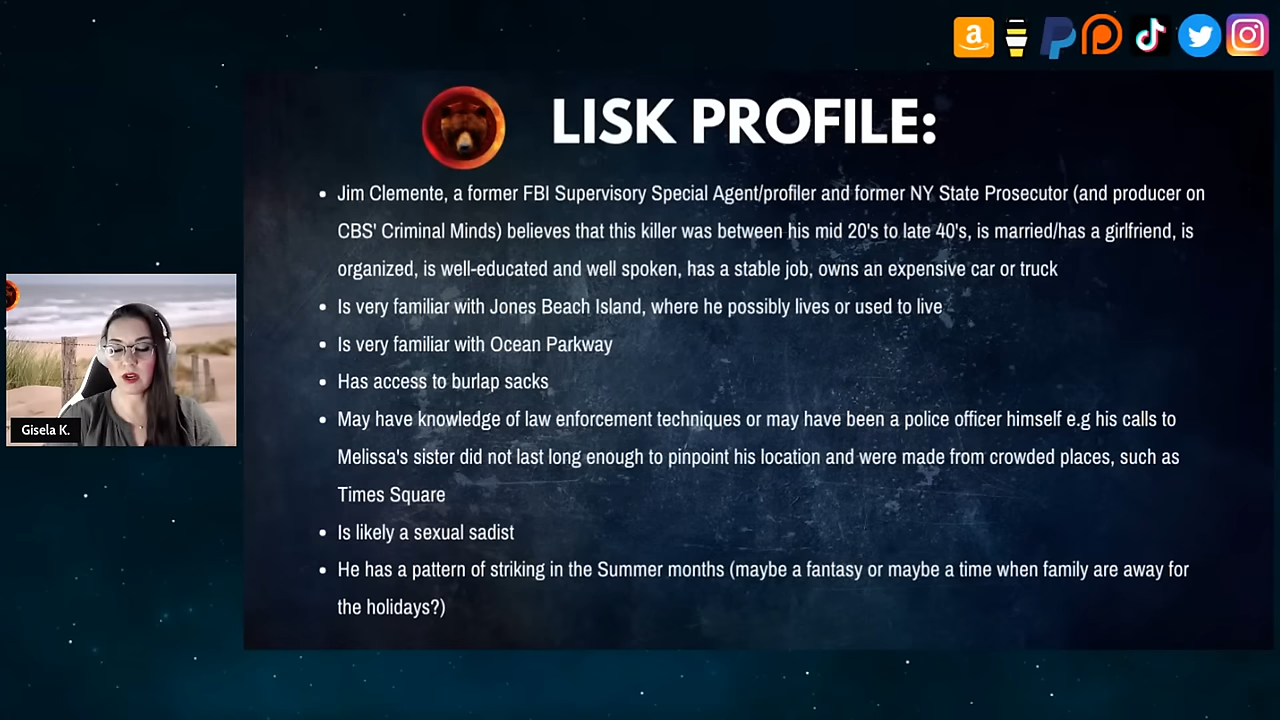 LISK PROFILE:
Jim Clemente, a former FBI Supervisory Special Agent/profiler and former NY State Prosecutor (and producer on
CBS' Criminal Minds) believes that this killer was between his mid 20's to late 40's, is married/has a girlfriend, is
organized, is well-educated and well spoken, has a stable job, owns an expensive car or truck
Is very familiar with Jones Beach Island, where he possibly lives or used to live
Is very familiar with Ocean Parkway
Has access to burlap sacks
May have knowledge of law enforcement techniques or may have been a police officer himself e.g his calls to
Melissa's sister did not last long enough to pinpoint his location and were made from crowded places, such as
Times Square
Is likely a sexual sadist
He has a pattern of striking in the Summer months (maybe a fantasy or maybe a time when family are away for
the holidays?)
Gisela K.